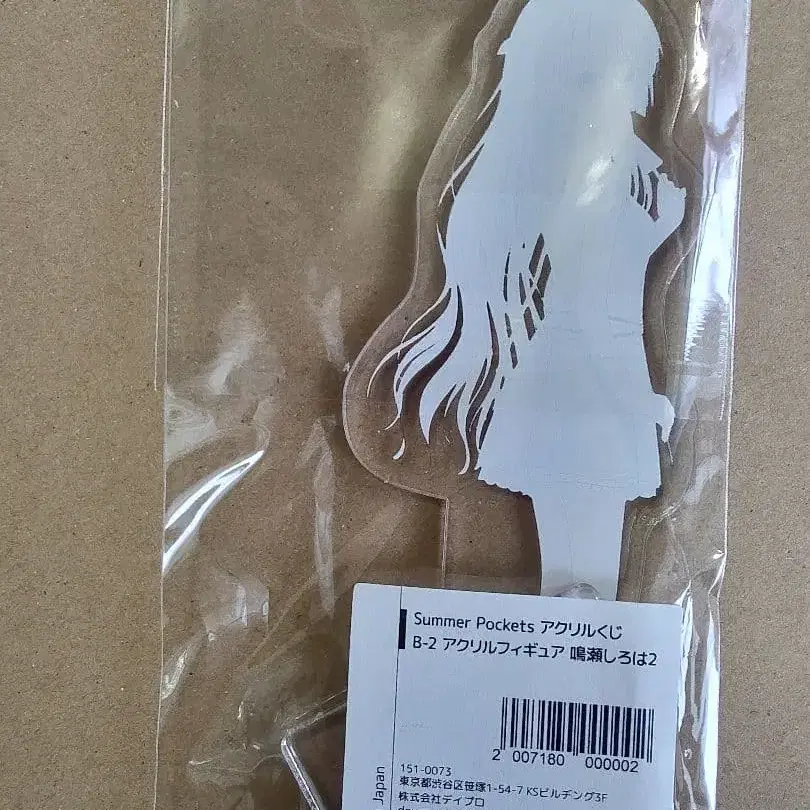 Summer Pockets アクリルくじ
B-2 アクリルフィギュア 鳴瀬しろは2
2 007180 000002
151-0073
東京都渋谷区笹塚1-54-7 KSビルヂング3F
株式会社ディプロ
Japan